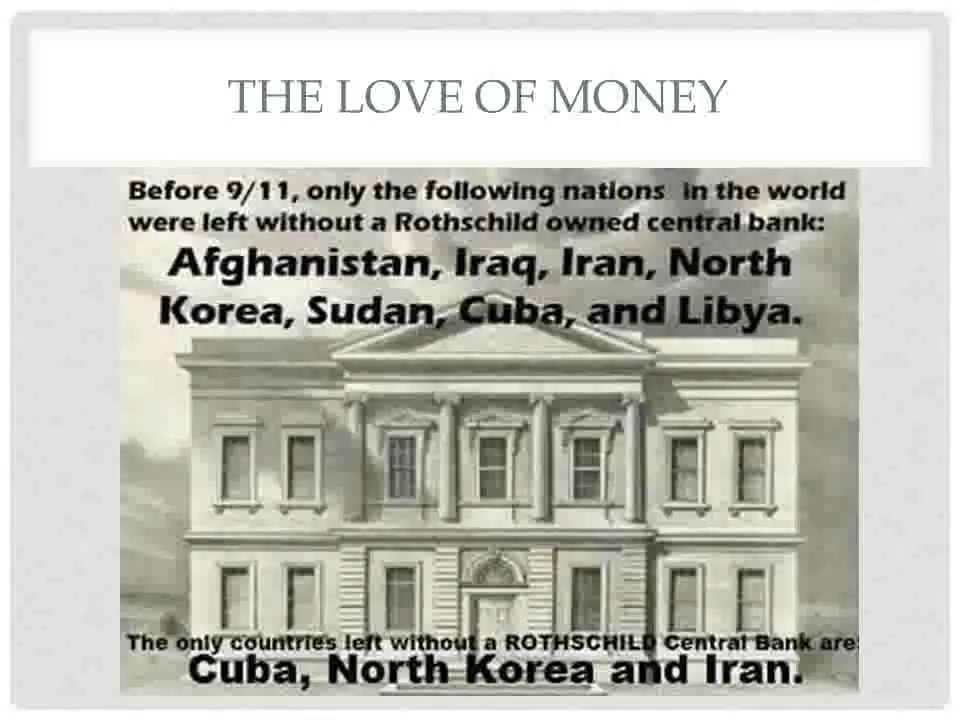 THE LOVE OF MONEY
Before 9/11, only the following nations in the world
were left without a Rothschild owned central bank:
Afghanistan, Iraq, Iran, North
Korea, Sudan, Cuba, and Libya.
The only countries left without a ROTHSCHILD Central Bank are:
Cuba, North Korea and Iran.